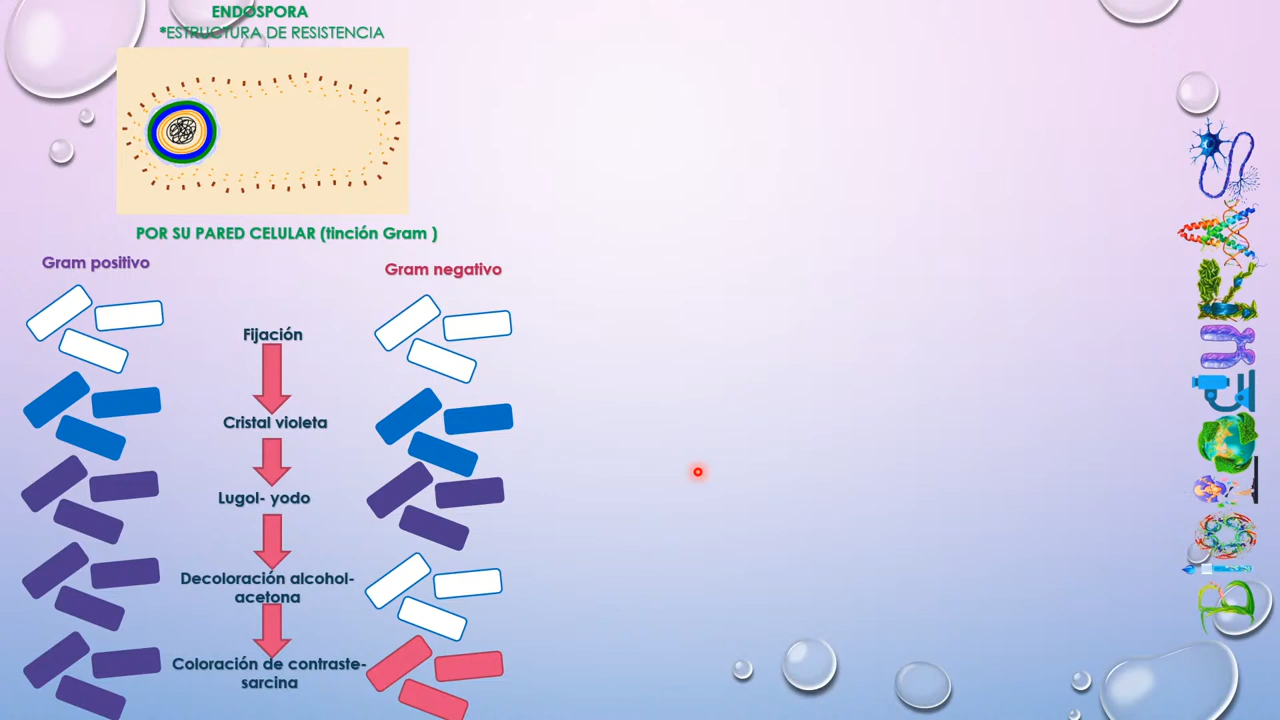 ENDOSPORA
*ESTRUCTURA DE RESISTENCIA
POR SU PARED CELULAR (tinción Gram )
Gram positivo
Gram negativo
Fijación
Cristal violeta
Lugol- yodo
Decoloración alcohol-
acetona
Coloración de contraste-
sarcina